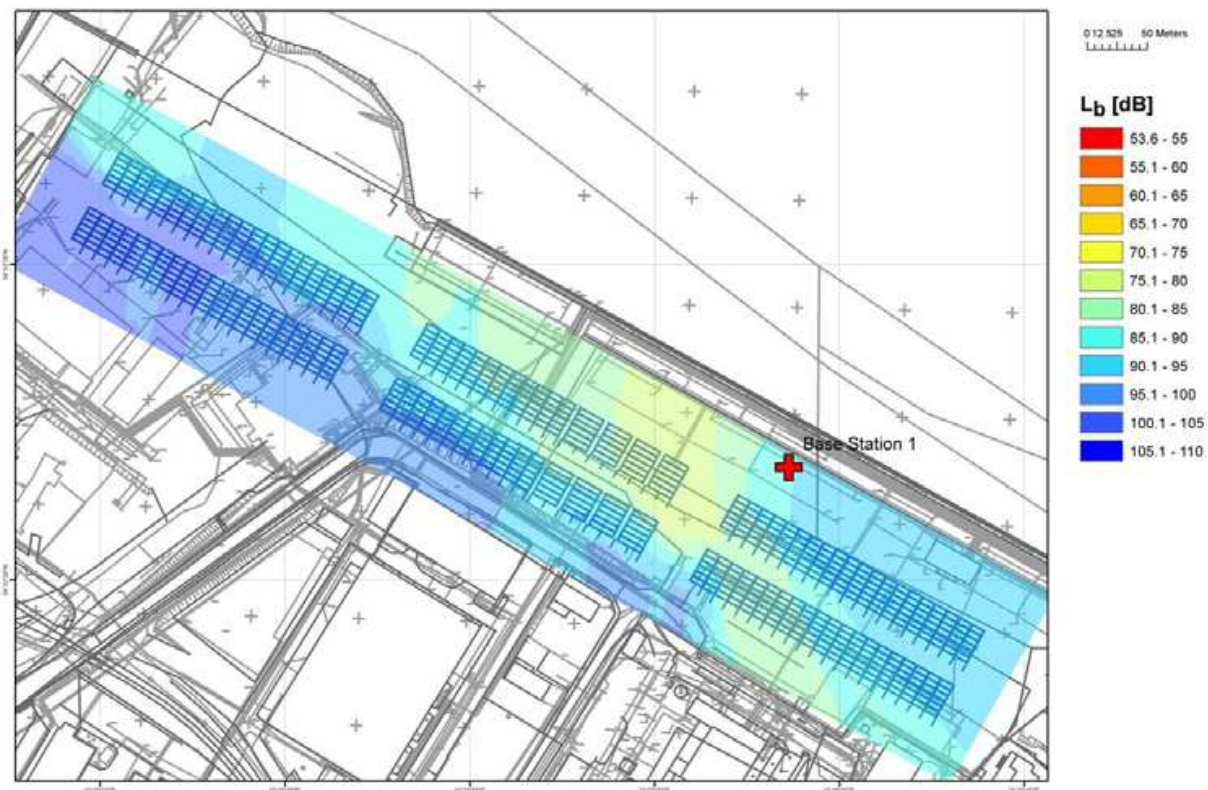 0 12.525 50 Meters
L_b [dB]
53.6 - 55
55.1 - 60
60.1 - 65
65.1 - 70
70.1 - 75
75.1 - 80
80.1 - 85
85.1 - 90
90.1 - 95
95.1 - 100
100.1 - 105
105.1 - 110
Base Station 1